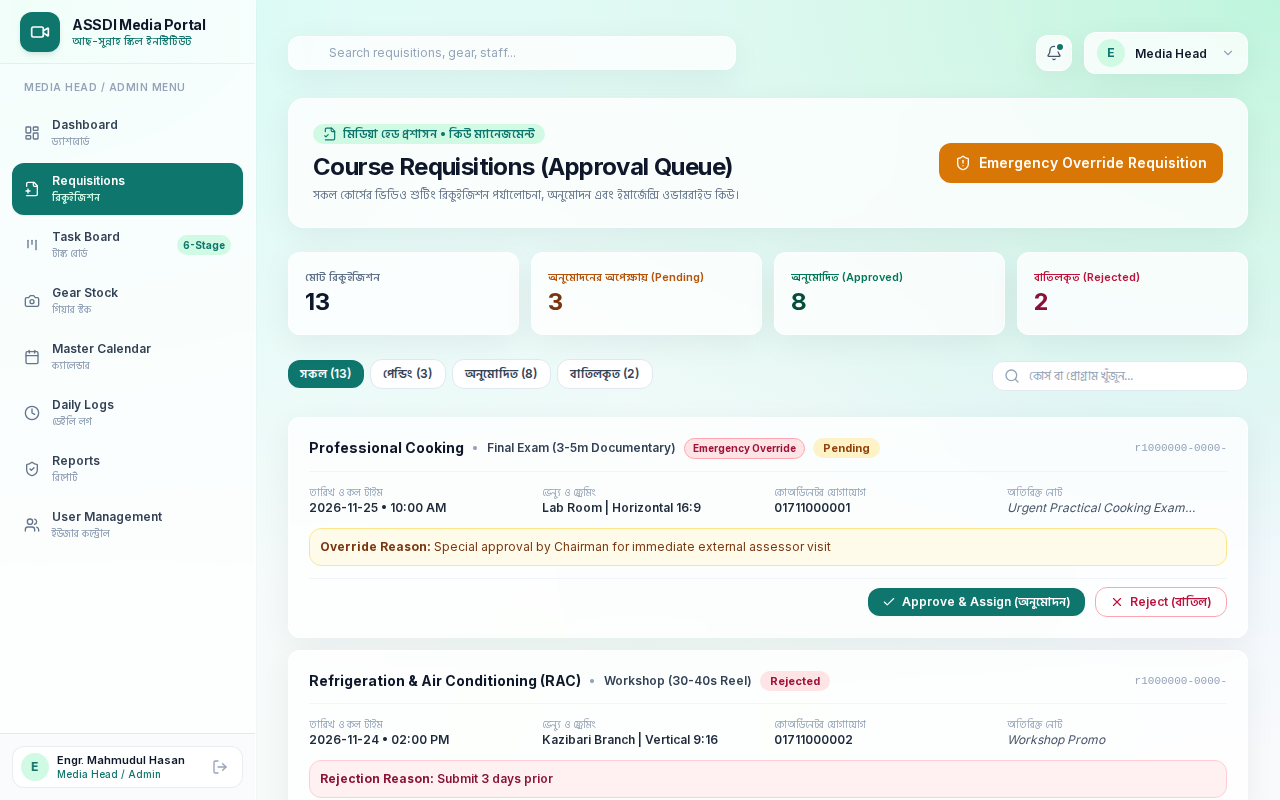 ASSDI Media Portal
আছ-সুন্নাহ স্কিল ইনস্টিটিউট
MEDIA HEAD / ADMIN MENU
Dashboard
ড্যাশবোর্ড
Requisitions
রিকুইজিশন
Task Board
টাস্ক বোর্ড
6-Stage
Gear Stock
গিয়ার স্টক
Master Calendar
ক্যালেন্ডার
Daily Logs
ডেইলি লগ
Reports
রিপোর্ট
User Management
ইউজার কন্ট্রোল
E
Engr. Mahmudul Hasan
Media Head / Admin
Search requisitions, gear, staff...
E Media Head
মিডিয়া হেড প্রশাসন • কিউ ম্যানেজমেন্ট
Course Requisitions (Approval Queue)
সকল কোর্সের ভিডিও শুটিং রিকুইজিশন পর্যালোচনা, অনুমোদন এবং ইমার্জেন্সি ওভাররাইড কিউ।
Emergency Override Requisition
মোট রিকুইজিশন
13
অনুমোদনের অপেক্ষায় (Pending)
3
অনুমোদিত (Approved)
8
বাতিলকৃত (Rejected)
2
সকল (13)
পেন্ডিং (3)
অনুমোদিত (8)
বাতিলকৃত (2)
কোর্স বা প্রোগ্রাম খুঁজুন...
Professional Cooking • Final Exam (3-5m Documentary) Emergency Override Pending r1000000-0000-
তারিখ ও কল টাইম
2026-11-25 • 10:00 AM
ভেন্যু ও ফ্রেমিং
Lab Room | Horizontal 16:9
কোঅর্ডিনেটর যোগাযোগ
01711000001
অতিরিক্ত নোট
Urgent Practical Cooking Exam...
Override Reason: Special approval by Chairman for immediate external assessor visit
Approve & Assign (অনুমোদন)
Reject (বাতিল)
Refrigeration & Air Conditioning (RAC) • Workshop (30-40s Reel) Rejected r1000000-0000-
তারিখ ও কল টাইম
2026-11-24 • 02:00 PM
ভেন্যু ও ফ্রেমিং
Kazibari Branch | Vertical 9:16
কোঅর্ডিনেটর যোগাযোগ
01711000002
অতিরিক্ত নোট
Workshop Promo
Rejection Reason: Submit 3 days prior